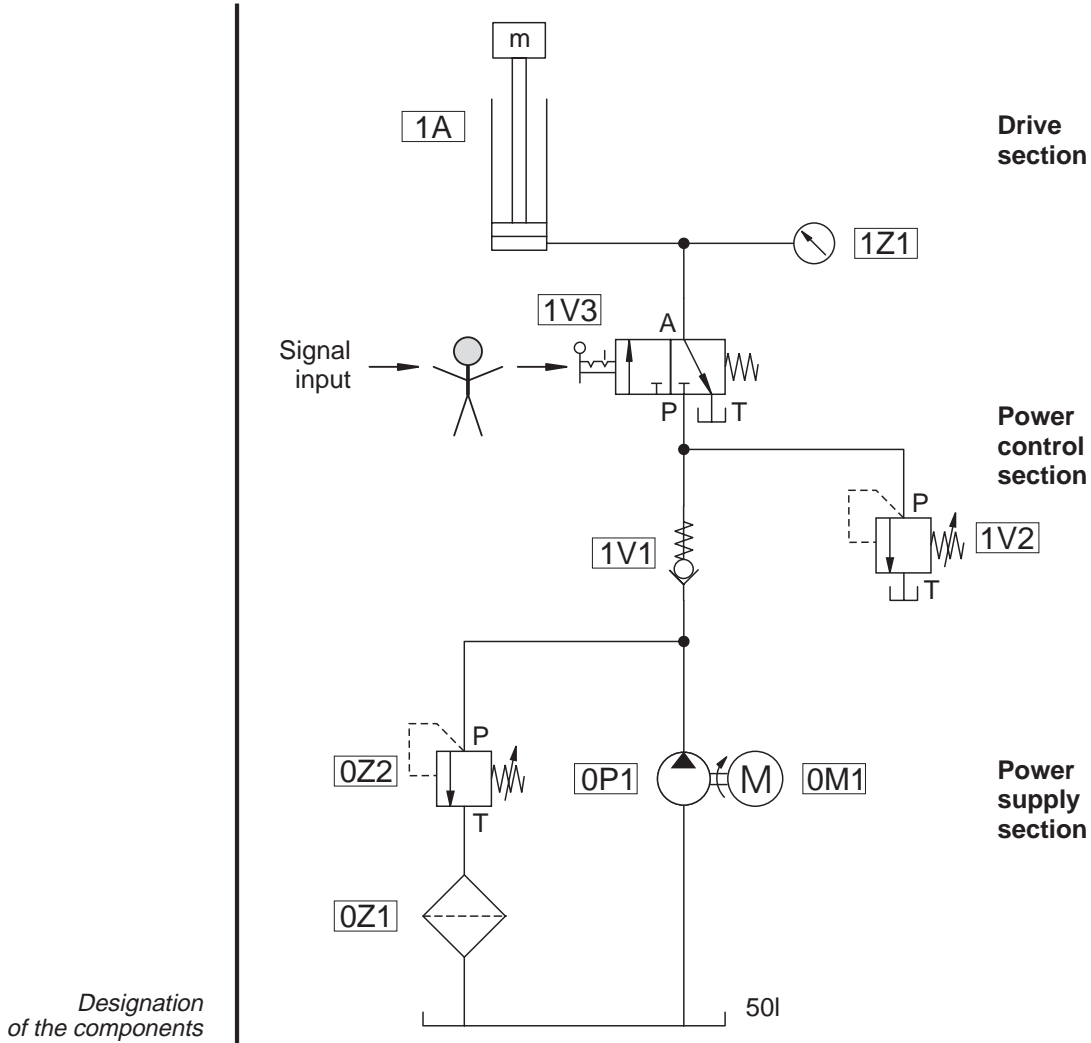 m
1A
Drive
section
1Z1
1V3
A
Signal
input
P
T
Power
control
section
P
1V1
1V2
T
P
0Z2
0P1
M
0M1
Power
supply
section
T
0Z1
50l
Designation
of the components